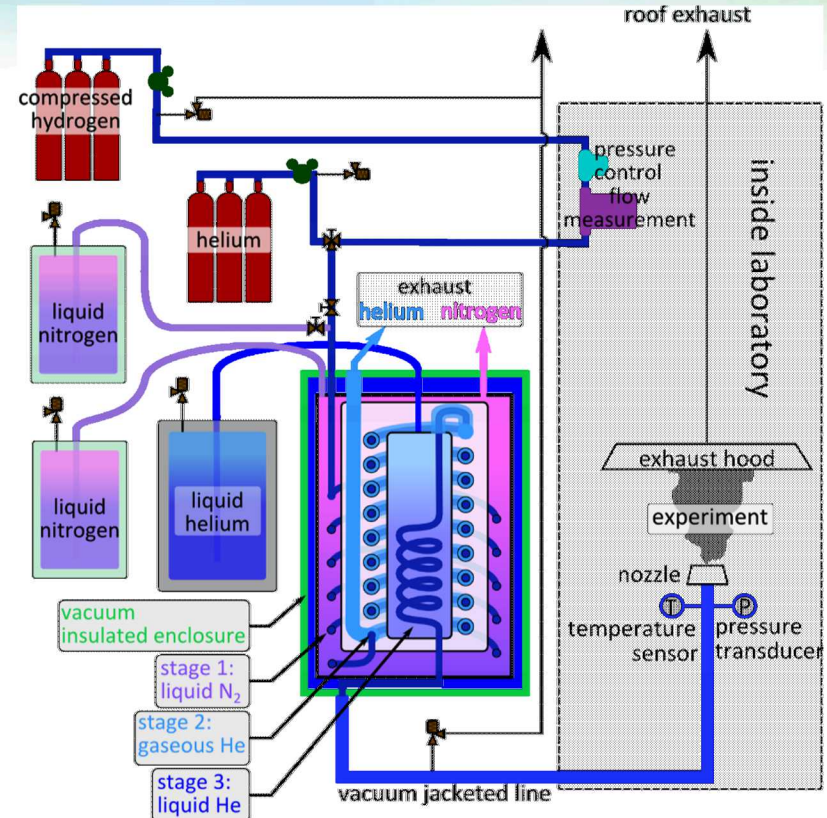 roof exhaust
compressed
hydrogen
pressure
control
flow
measurement
inside laboratory
helium
exhaust
helium nitrogen
liquid
nitrogen
liquid
nitrogen
liquid
helium
exhaust hood
experiment
nozzle
T P
temperature
sensor
pressure
transducer
vacuum
insulated enclosure
stage 1:
liquid N₂
stage 2:
gaseous He
stage 3:
liquid He
vacuum jacketed line